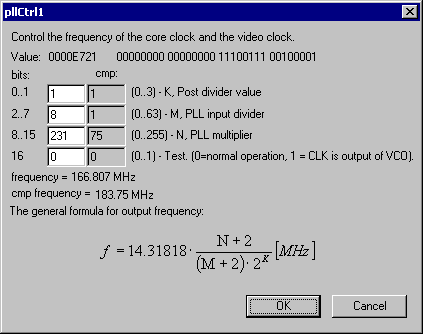 pllCtrl1
Control the frequency of the core clock and the video clock.
Value: 0000E721 00000000 00000000 11100111 00100001
bits: cmp:
0..1 1 1 (0..3) - K, Post divider value
2..7 8 1 (0..63) - M, PLL input divider
8..15 231 75 (0..255) - N, PLL multiplier
16 0 0 (0..1) - Test. (0=normal operation, 1 = CLK is output of VCO).
frequency = 166.807 MHz
cmp frequency = 183.75 MHz
The general formula for output frequency:
f = 14.31818 · (N + 2) / ((M + 2) · 2^K) [MHz]
OK Cancel